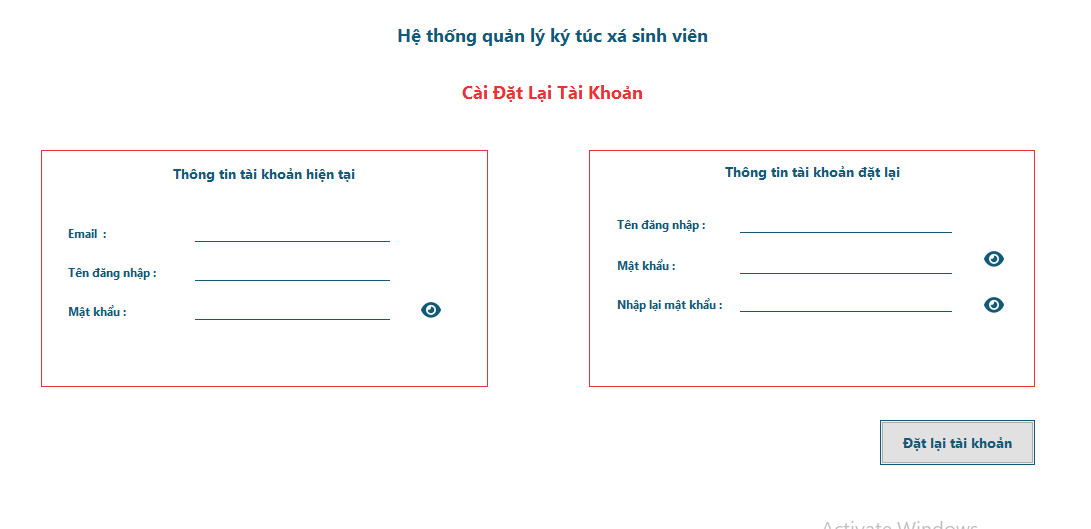 Hệ thống quản lý ký túc xá sinh viên
Cài Đặt Lại Tài Khoản
Thông tin tài khoản hiện tại
Email :
Tên đăng nhập :
Mật khẩu :
Thông tin tài khoản đặt lại
Tên đăng nhập :
Mật khẩu :
Nhập lại mật khẩu :
Đặt lại tài khoản
Activate Windows